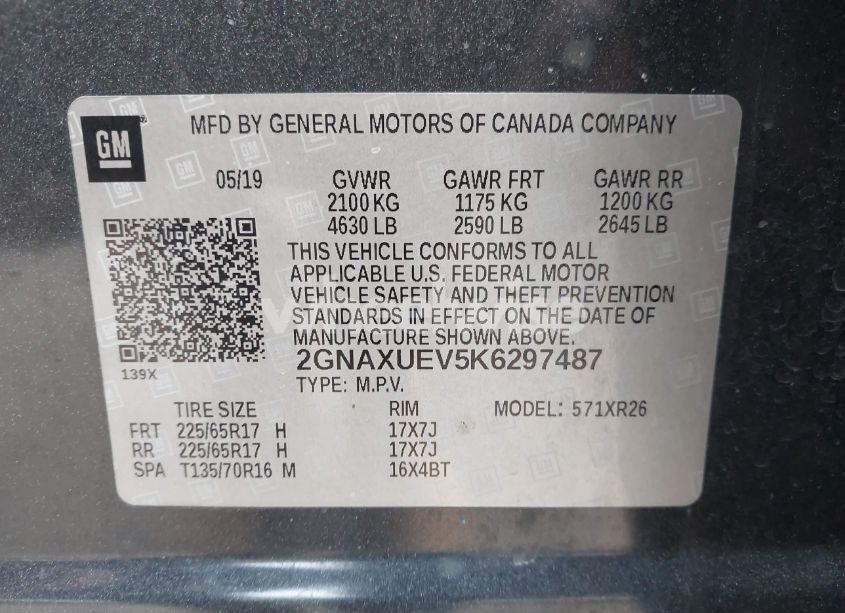 GM
MFD BY GENERAL MOTORS OF CANADA COMPANY
05/19 GVWR GAWR FRT GAWR RR
2100 KG 1175 KG 1200 KG
4630 LB 2590 LB 2645 LB
THIS VEHICLE CONFORMS TO ALL
APPLICABLE U.S. FEDERAL MOTOR
VEHICLE SAFETY AND THEFT PREVENTION
STANDARDS IN EFFECT ON THE DATE OF
MANUFACTURE SHOWN ABOVE.
2GNAXUEV5K6297487
139X
TYPE: M.P.V.
TIRE SIZE RIM MODEL: 571XR26
FRT 225/65R17 H 17X7J
RR 225/65R17 H 17X7J
SPA T135/70R16 M 16X4BT